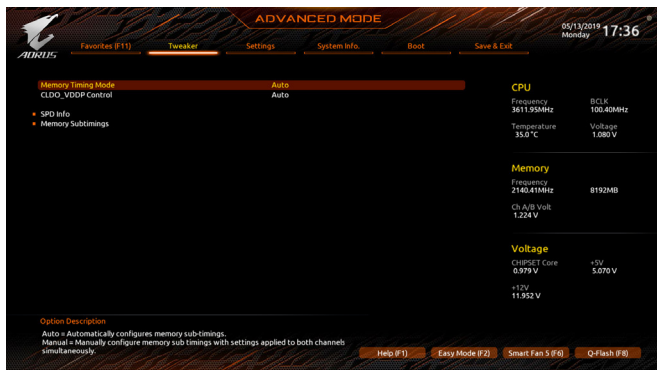 ADVANCED MODE
05/13/2019 Monday 17:36
AORUS
Favorites (F11) Tweaker Settings System Info. Boot Save & Exit
Memory Timing Mode Auto
CLDO_VDDP Control Auto
SPD Info
Memory Subtimings
CPU
Frequency BCLK
3611.95MHz 100.40MHz
Temperature Voltage
35.0 °C 1.080 V
Memory
Frequency
2140.41MHz 8192MB
Ch A/B Volt
1.224 V
Voltage
CHIPSET Core +5V
0.979 V 5.070 V
+12V
11.952 V
Option Description
Auto = Automatically configures memory sub-timings.
Manual = Manually configure memory sub timings with settings applied to both channels
simultaneously.
Help (F1) Easy Mode (F2) Smart Fan 5 (F6) Q-Flash (F8)